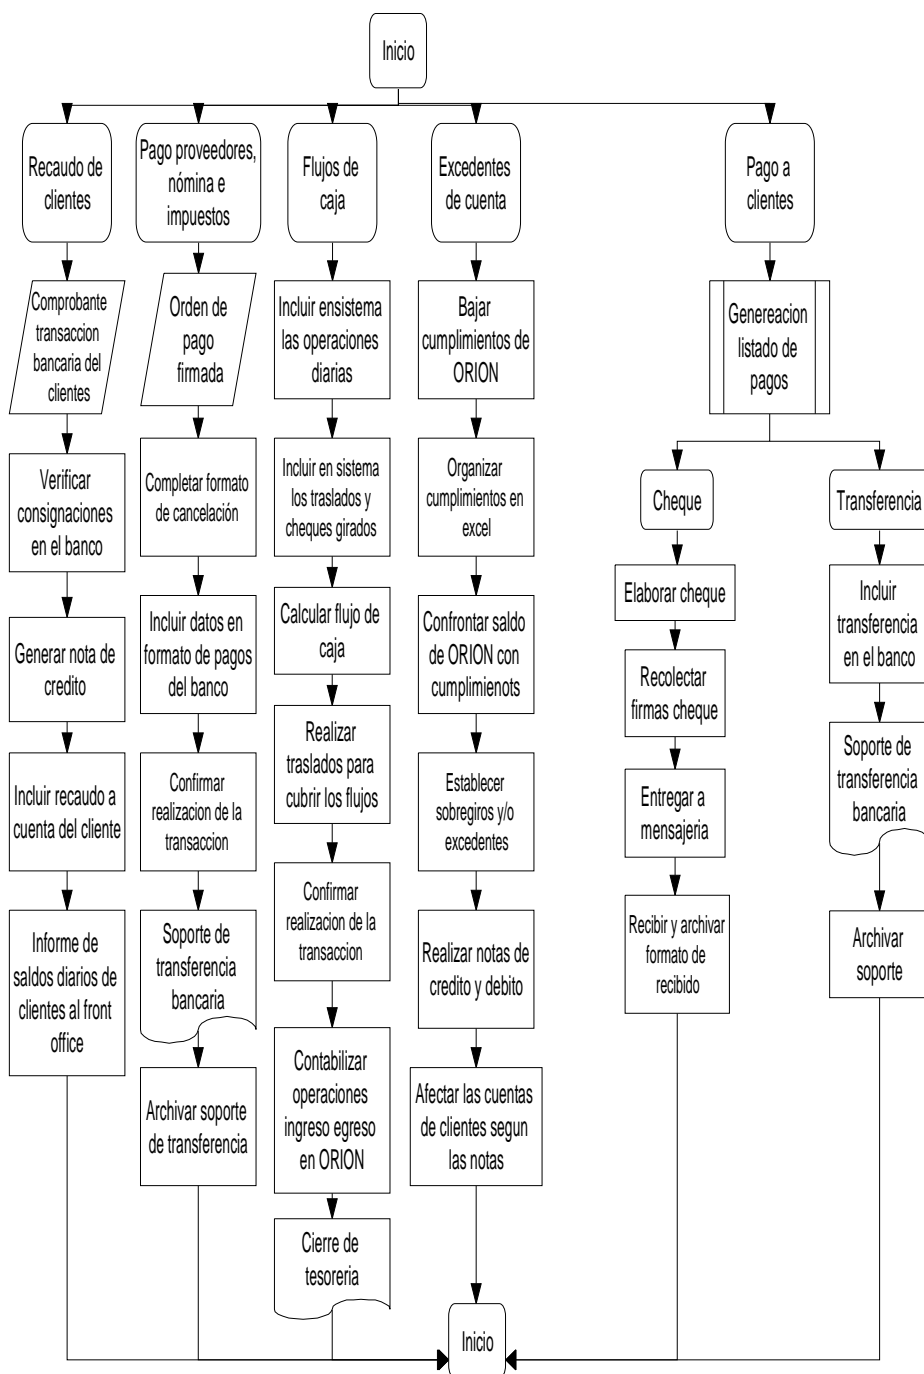 Inicio
Recaudo de
clientes
Comprobante
transaccion
bancaria del
clientes
Verificar
consignaciones
en el banco
Generar nota de
credito
Incluir recaudo a
cuenta del cliente
Informe de
saldos diarios de
clientes al front
office
Pago proveedores,
nómina e
impuestos
Orden de
pago
firmada
Completar formato
de cancelación
Incluir datos en
formato de pagos
del banco
Confirmar
realizacion de la
transaccion
Soporte de
transferencia
bancaria
Archivar soporte
de transferencia
Flujos de
caja
Incluir ensistema
las operaciones
diarias
Incluir en sistema
los traslados y
cheques girados
Calcular flujo de
caja
Realizar
traslados para
cubrir los flujos
Confirmar
realizacion de la
transaccion
Contabilizar
operaciones
ingreso egreso
en ORION
Cierre de
tesoreria
Excedentes
de cuenta
Bajar
cumplimientos de
ORION
Organizar
cumplimientos en
excel
Confrontar saldo
de ORION con
cumplimienots
Establecer
sobregiros y/o
excedentes
Realizar notas de
credito y debito
Afectar las cuentas
de clientes segun
las notas
Pago a
clientes
Genereacion
listado de
pagos
Cheque
Elaborar cheque
Recolectar
firmas cheque
Entregar a
mensajeria
Recibir y archivar
formato de
recibido
Transferencia
Incluir
transferencia
en el banco
Soporte de
transferencia
bancaria
Archivar
soporte
Inicio